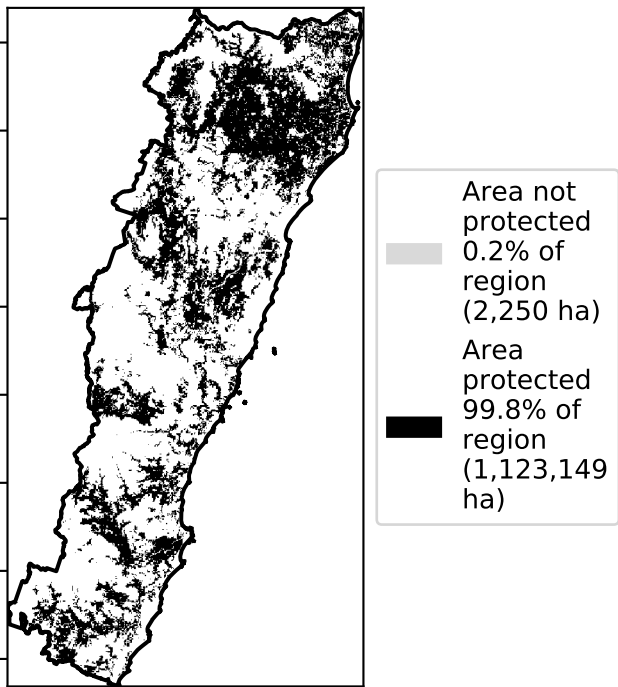 Area not
protected
0.2% of
region
(2,250 ha)
Area
protected
99.8% of
region
(1,123,149
ha)